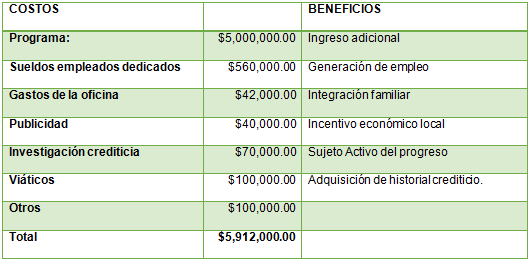 COSTOS BENEFICIOS
Programa: $5,000,000.00 Ingreso adicional
Sueldos empleados dedicados $560,000.00 Generación de empleo
Gastos de la oficina $42,000.00 Integración familiar
Publicidad $40,000.00 Incentivo económico local
Investigación crediticia $70,000.00 Sujeto Activo del progreso
Viáticos $100,000.00 Adquisición de historial crediticio.
Otros $100,000.00
Total $5,912,000.00